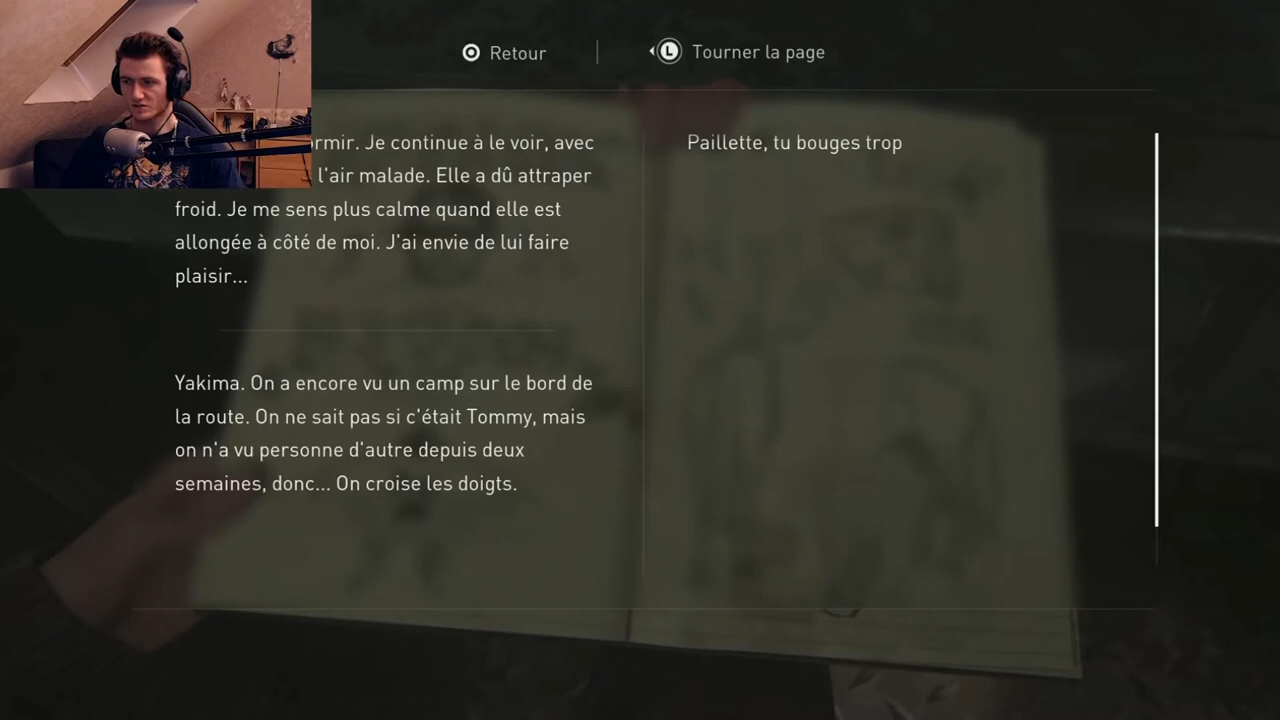 Retour
L Tourner la page
rmir. Je continue à le voir, avec
l'air malade. Elle a dû attraper
froid. Je me sens plus calme quand elle est
allongée à côté de moi. J'ai envie de lui faire
plaisir...
Yakima. On a encore vu un camp sur le bord de
la route. On ne sait pas si c'était Tommy, mais
on n'a vu personne d'autre depuis deux
semaines, donc... On croise les doigts.
Paillette, tu bouges trop